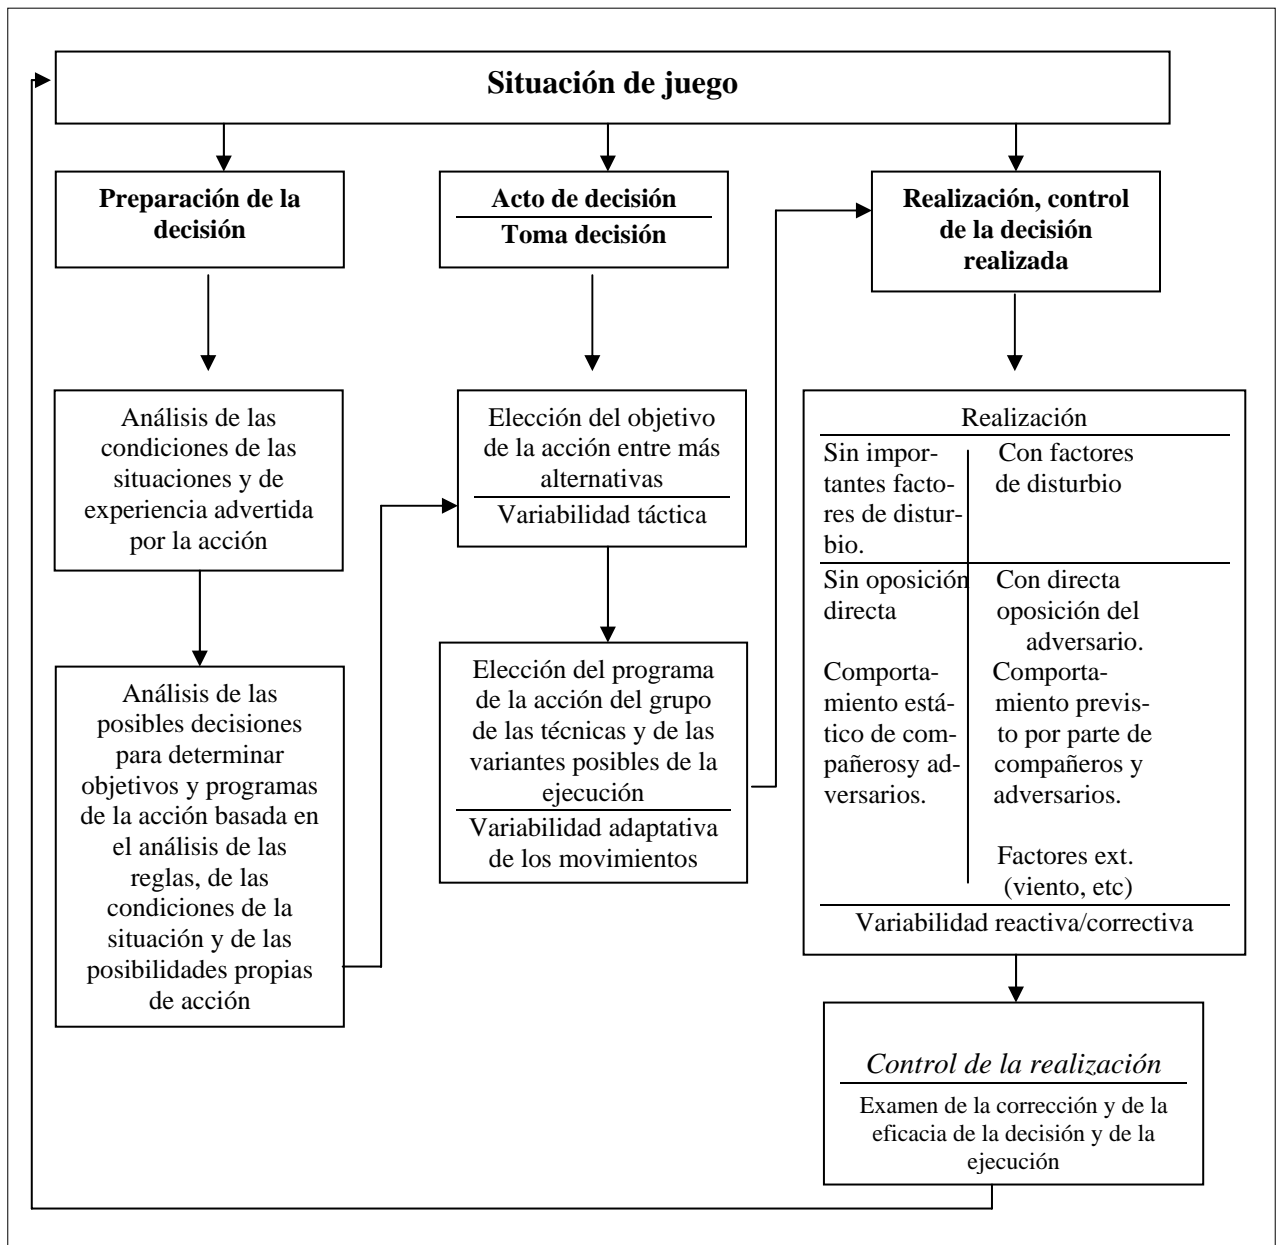 Situación de juego
Preparación de la
decisión
Análisis de las
condiciones de las
situaciones y de
experiencia advertida
por la acción
Análisis de las
posibles decisiones
para determinar
objetivos y programas
de la acción basada en
el análisis de las
reglas, de las
condiciones de la
situación y de las
posibilidades propias
de acción
Acto de decisión
Toma decisión
Elección del objetivo
de la acción entre más
alternativas
Variabilidad táctica
Elección del programa
de la acción del grupo
de las técnicas y de las
variantes posibles de la
ejecución
Variabilidad adaptativa
de los movimientos
Realización, control
de la decisión
realizada
Realización
Sin impor-
tantes facto-
res de distur-
bio.
Con factores
de disturbio
Sin oposición
directa
Con directa
oposición del
adversario.
Comporta-
miento está-
tico de com-
pañerosy ad-
versarios.
Comporta-
miento previs-
to por parte de
compañeros y
adversarios.
Factores ext.
(viento, etc)
Variabilidad reactiva/correctiva
Control de la realización
Examen de la corrección y de la
eficacia de la decisión y de la
ejecución